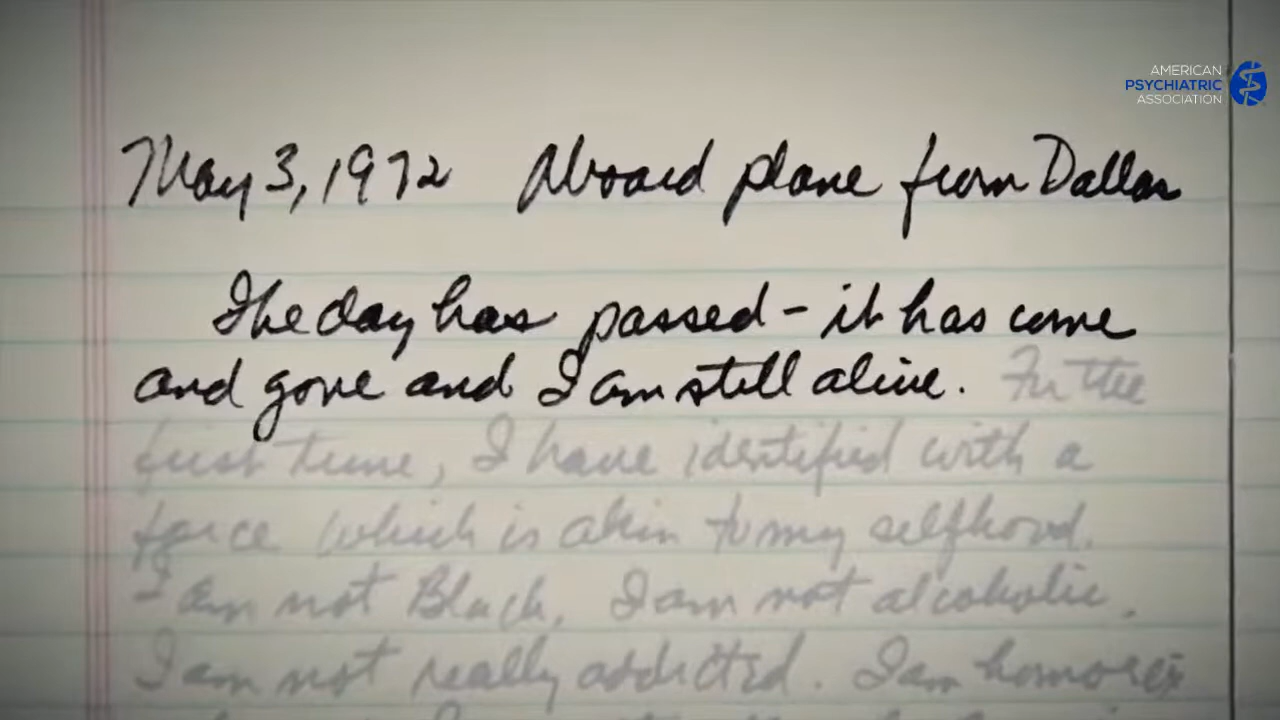 AMERICAN
PSYCHIATRIC
ASSOCIATION
May 3, 1972 Aboard plane from Dallas
The day has passed – it has come
and gone and I am still alive. For the
first time, I have identified with a
force which is akin to my selfhood.
I am not Black, I am not alcoholic,
I am not really addicted. I am homosex